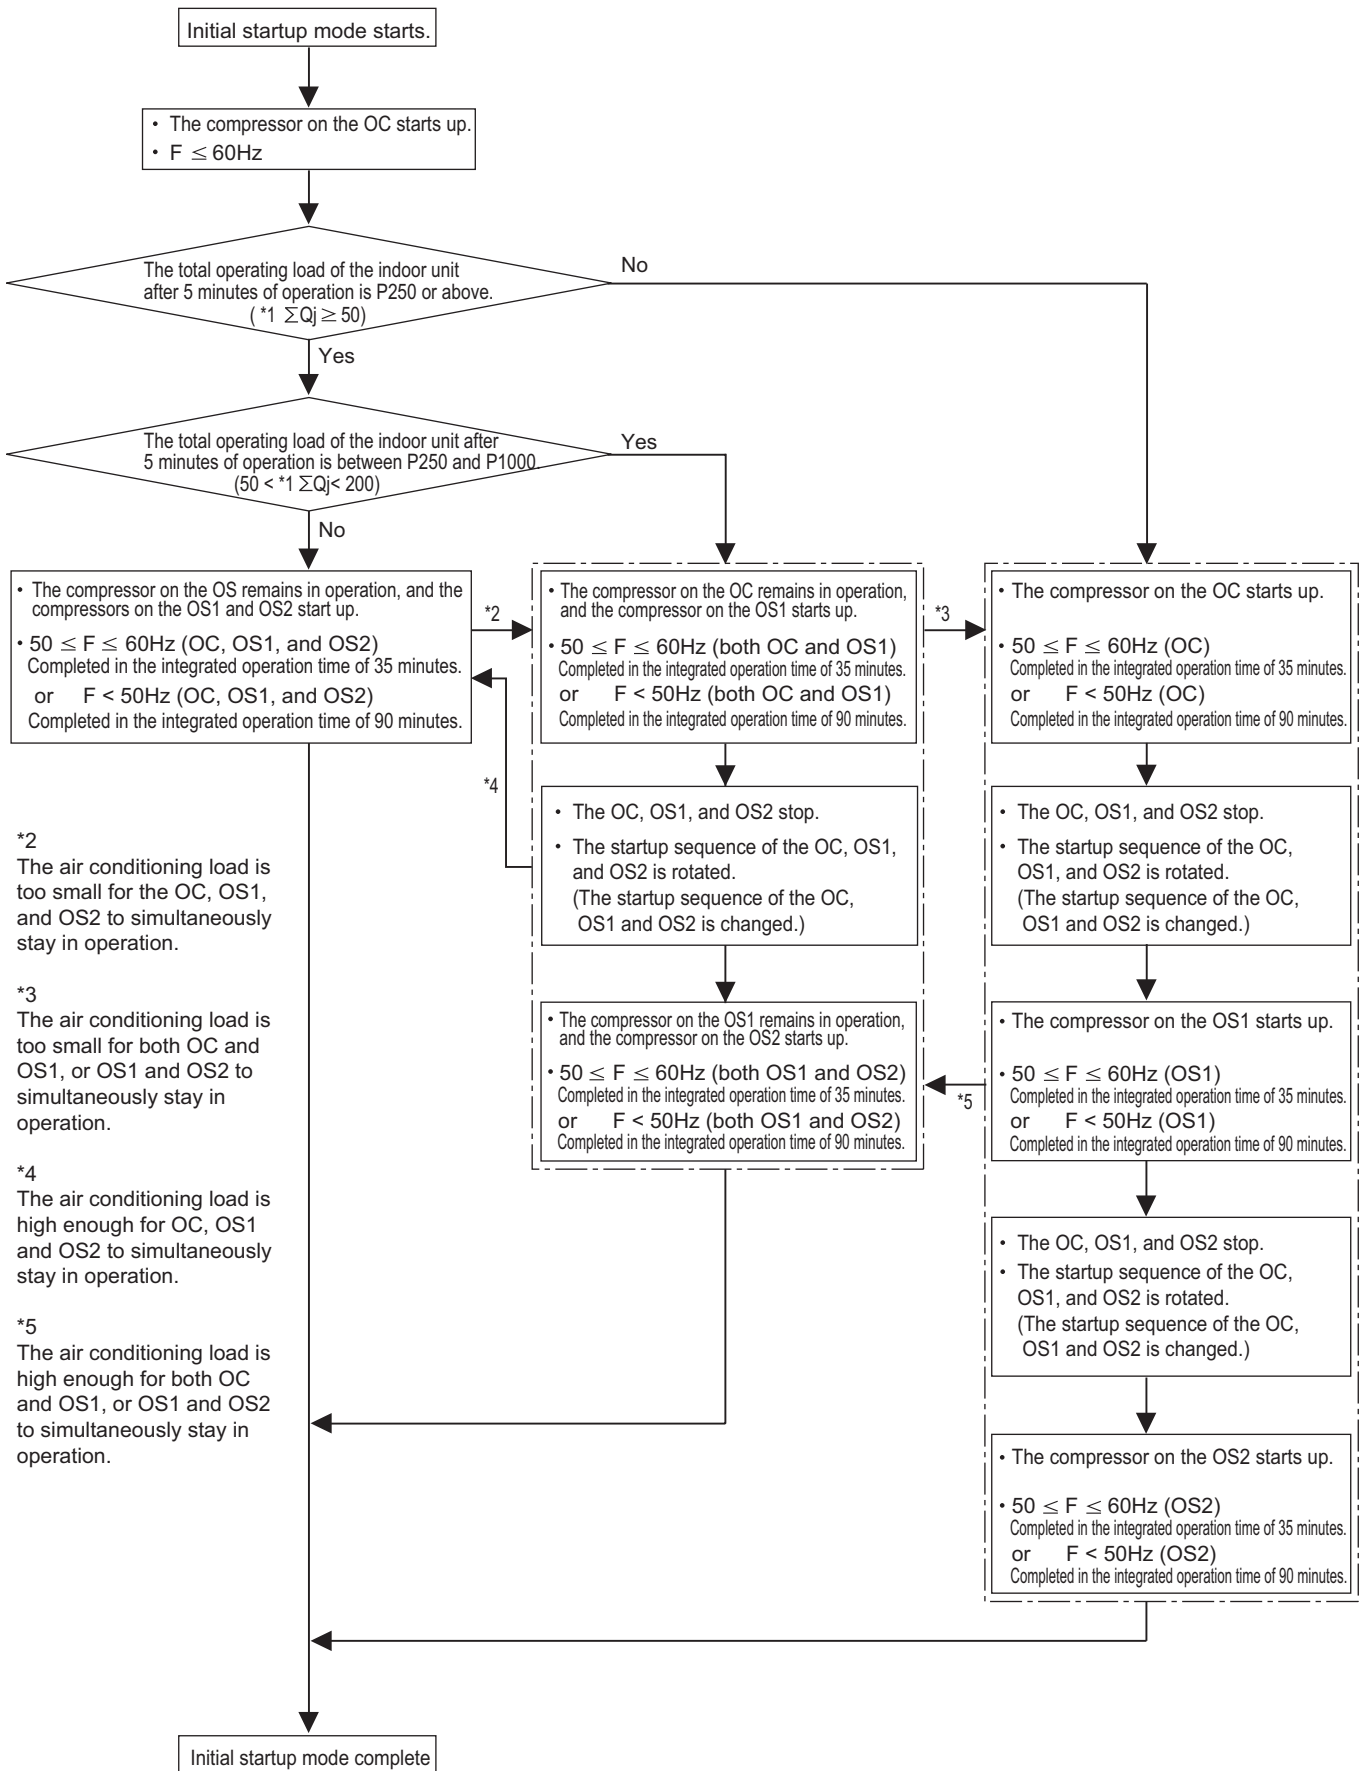 Initial startup mode starts.
• The compressor on the OC starts up.
• F ≤ 60Hz
The total operating load of the indoor unit
after 5 minutes of operation is P250 or above.
( *1 ΣQj ≥ 50)
No
Yes
The total operating load of the indoor unit after
5 minutes of operation is between P250 and P1000.
(50 < *1 ΣQj< 200)
Yes
No
• The compressor on the OS remains in operation, and the
compressors on the OS1 and OS2 start up.
• 50 ≤ F ≤ 60Hz (OC, OS1, and OS2)
Completed in the integrated operation time of 35 minutes.
or F < 50Hz (OC, OS1, and OS2)
Completed in the integrated operation time of 90 minutes.
*2
• The compressor on the OC remains in operation,
and the compressor on the OS1 starts up.
• 50 ≤ F ≤ 60Hz (both OC and OS1)
Completed in the integrated operation time of 35 minutes.
or F < 50Hz (both OC and OS1)
Completed in the integrated operation time of 90 minutes.
*3
• The compressor on the OC starts up.
• 50 ≤ F ≤ 60Hz (OC)
Completed in the integrated operation time of 35 minutes.
or F < 50Hz (OC)
Completed in the integrated operation time of 90 minutes.
*4
• The OC, OS1, and OS2 stop.
• The startup sequence of the OC, OS1,
and OS2 is rotated.
(The startup sequence of the OC,
OS1 and OS2 is changed.)
• The OC, OS1, and OS2 stop.
• The startup sequence of the OC,
OS1, and OS2 is rotated.
(The startup sequence of the OC,
OS1 and OS2 is changed.)
• The compressor on the OS1 remains in operation,
and the compressor on the OS2 starts up.
• 50 ≤ F ≤ 60Hz (both OS1 and OS2)
Completed in the integrated operation time of 35 minutes.
or F < 50Hz (both OS1 and OS2)
Completed in the integrated operation time of 90 minutes.
*5
• The compressor on the OS1 starts up.
• 50 ≤ F ≤ 60Hz (OS1)
Completed in the integrated operation time of 35 minutes.
or F < 50Hz (OS1)
Completed in the integrated operation time of 90 minutes.
• The OC, OS1, and OS2 stop.
• The startup sequence of the OC,
OS1, and OS2 is rotated.
(The startup sequence of the OC,
OS1 and OS2 is changed.)
• The compressor on the OS2 starts up.
• 50 ≤ F ≤ 60Hz (OS2)
Completed in the integrated operation time of 35 minutes.
or F < 50Hz (OS2)
Completed in the integrated operation time of 90 minutes.
*2
The air conditioning load is
too small for the OC, OS1,
and OS2 to simultaneously
stay in operation.
*3
The air conditioning load is
too small for both OC and
OS1, or OS1 and OS2 to
simultaneously stay in
operation.
*4
The air conditioning load is
high enough for OC, OS1
and OS2 to simultaneously
stay in operation.
*5
The air conditioning load is
high enough for both OC
and OS1, or OS1 and OS2
to simultaneously stay in
operation.
Initial startup mode complete